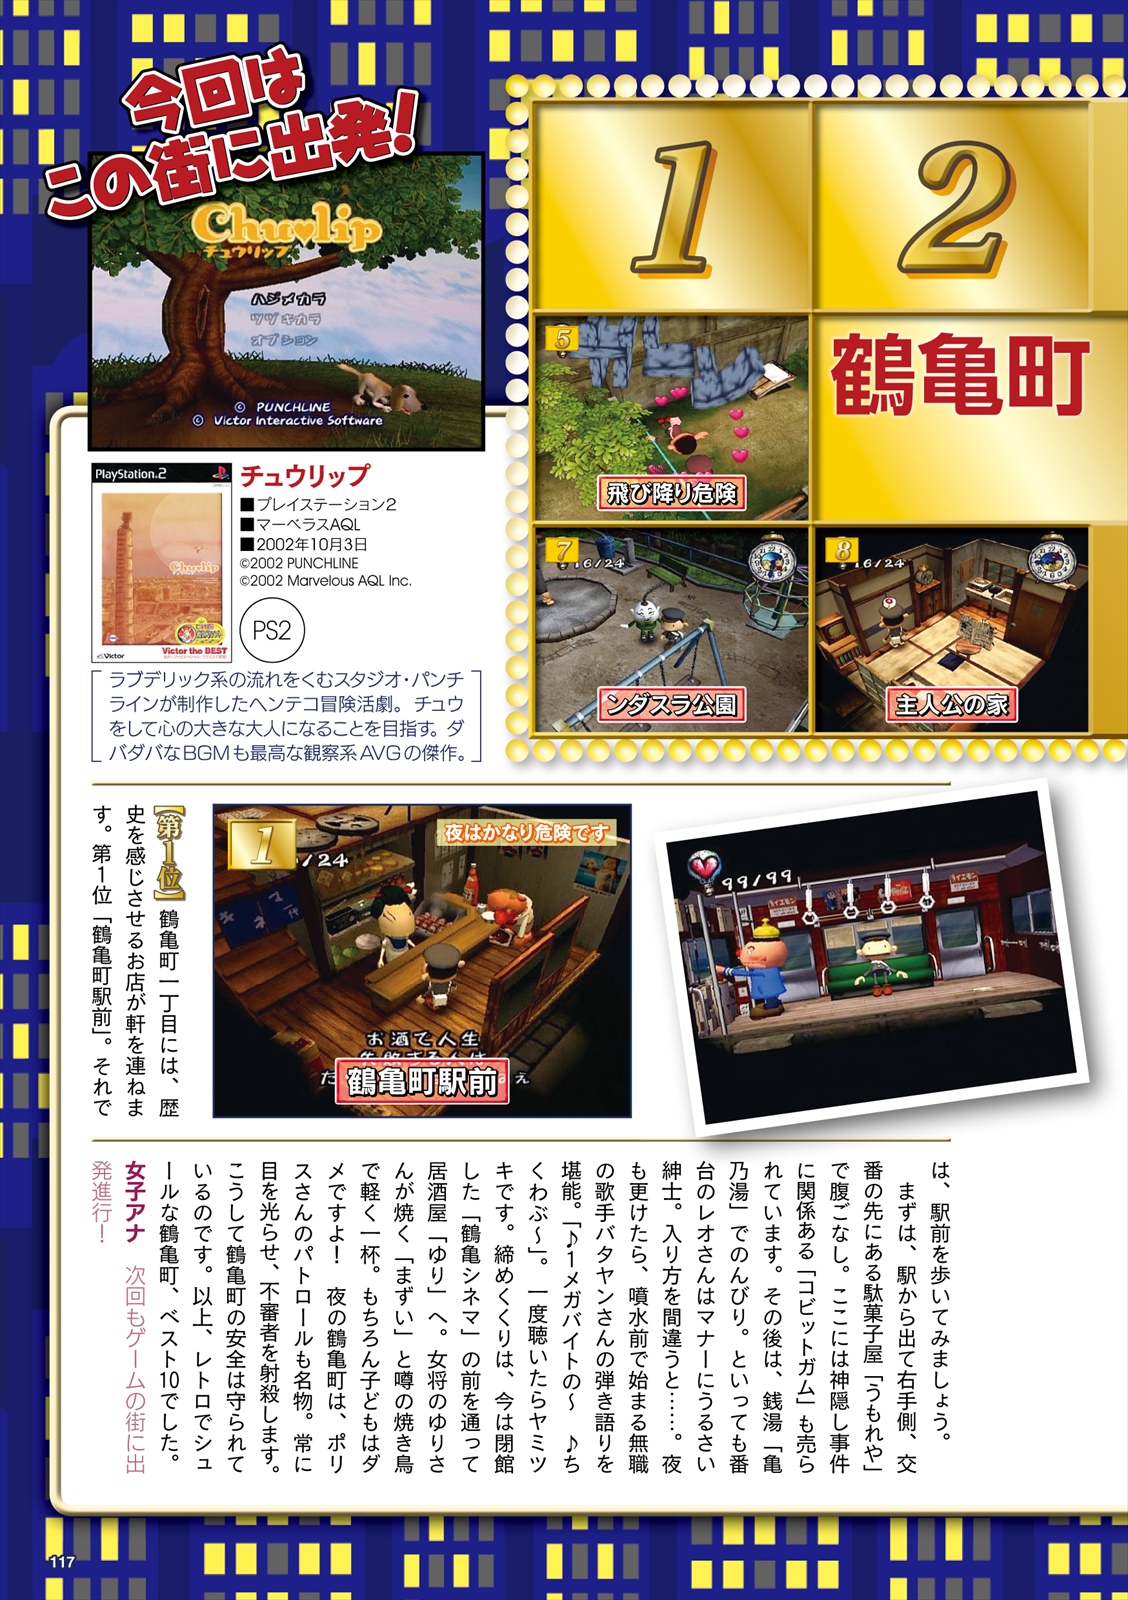 今回は
この街に出発！
Chu♥lip
チュウリップ
ハジメカラ
ツヅキカラ
オプション
© PUNCHLINE
© Victor Interactive Software
1
2
5
飛び降り危険
鶴亀町
7
16/24
ンダスラ公園
8
16/24
主人公の家
PlayStation 2
Chu♥lip
Victor
Victor the BEST
チュウリップ
■プレイステーション2
■マーベラスAQL
■2002年10月3日
©2002 PUNCHLINE
©2002 Marvelous AQL Inc.
PS2
ラブデリック系の流れをくむスタジオ・パンチ
ラインが制作したヘンテコ冒険活劇。チュウ
をして心の大きな大人になることを目指す。ダ
バダバなBGMも最高な観察系AVGの傑作。
99/99
1
/24
夜はかなり危険です
お酒で人生
鶴亀町駅前
【第1位】鶴亀町一丁目には、歴
史を感じさせるお店が軒を連ねま
す。第1位「鶴亀町駅前」。それで
は、駅前を歩いてみましょう。
まずは、駅から出て右手側、交
番の先にある駄菓子屋「うもれや」
で腹ごなし。ここには神隠し事件
に関係ある「コビットガム」も売ら
れています。その後は、銭湯「亀
乃湯」でのんびり。といっても番
台のレオさんはマナーにうるさい
紳士。入り方を間違うと……。夜
も更けたら、噴水前で始まる無職
の歌手バタヤンさんの弾き語りを
堪能。「♪1メガバイトの〜 ♪ち
くわぶ〜」。一度聴いたらヤミツ
キです。締めくくりは、今は閉館
した「鶴亀シネマ」の前を通って
居酒屋「ゆり」へ。女将のゆりさ
んが焼く「まずい」と噂の焼き鳥
で軽く一杯。もちろん子どもはダ
メですよ！ 夜の鶴亀町は、ポリ
スさんのパトロールも名物。常に
目を光らせ、不審者を射殺します。
こうして鶴亀町の安全は守られて
いるのです。以上、レトロでシュ
ールな鶴亀町、ベスト10でした。
女子アナ 次回もゲームの街に出
発進行！
117